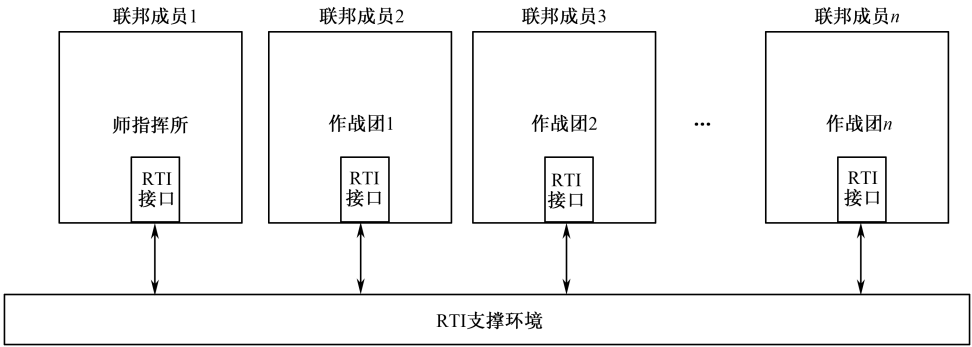 联邦成员1
联邦成员2
联邦成员3
联邦成员n
师指挥所
作战团1
作战团2
...
作战团n
RTI
接口
RTI
接口
RTI
接口
RTI
接口
RTI支撑环境